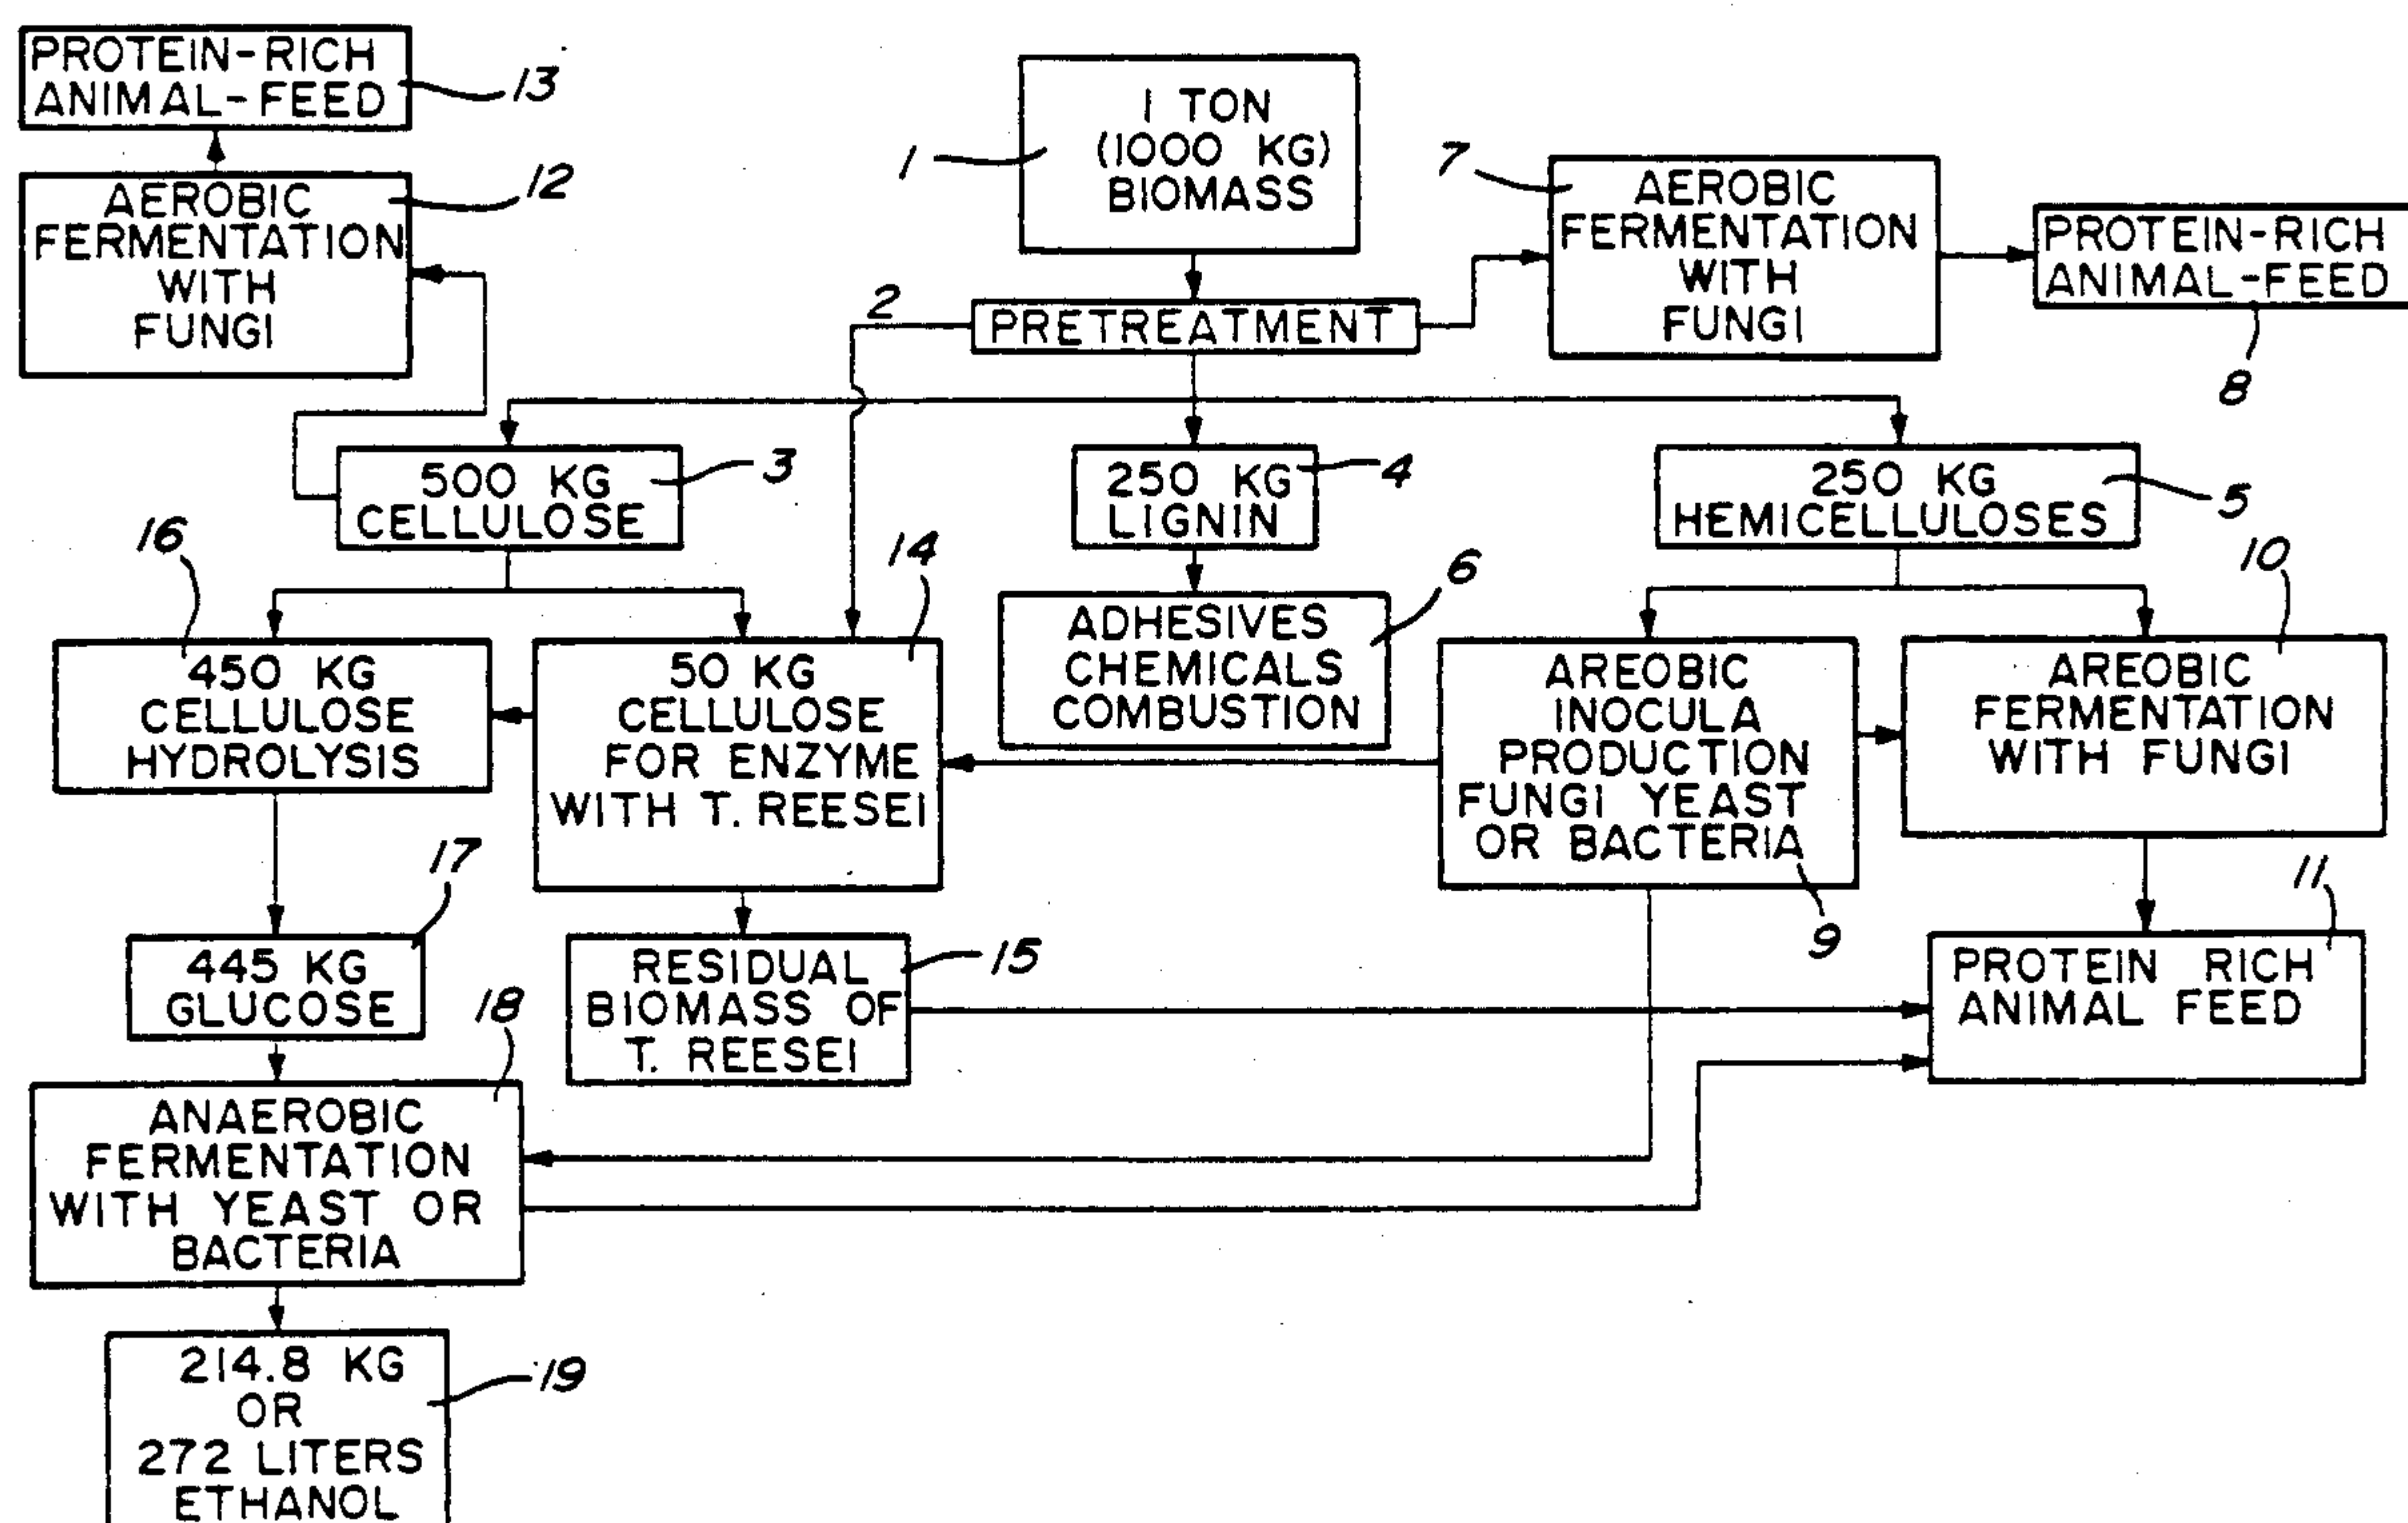 PROTEIN-RICH
ANIMAL-FEED
13
1 TON
(1000 KG)
BIOMASS
1
AEROBIC
FERMENTATION
WITH
FUNGI
12
7
AEROBIC
FERMENTATION
WITH
FUNGI
PROTEIN-RICH
ANIMAL-FEED
8
2
PRETREATMENT
500 KG
CELLULOSE
3
250 KG
LIGNIN
4
250 KG
HEMICELLULOSES
5
16
450 KG
CELLULOSE
HYDROLYSIS
14
50 KG
CELLULOSE
FOR ENZYME
WITH T. REESEI
6
ADHESIVES
CHEMICALS
COMBUSTION
AREOBIC
INOCULA
PRODUCTION
FUNGI YEAST
OR BACTERIA
9
10
AREOBIC
FERMENTATION
WITH FUNGI
17
445 KG
GLUCOSE
RESIDUAL
BIOMASS OF
T. REESEI
15
11
PROTEIN RICH
ANIMAL FEED
18
ANAEROBIC
FERMENTATION
WITH YEAST OR
BACTERIA
214.8 KG
OR
272 LITERS
ETHANOL
19